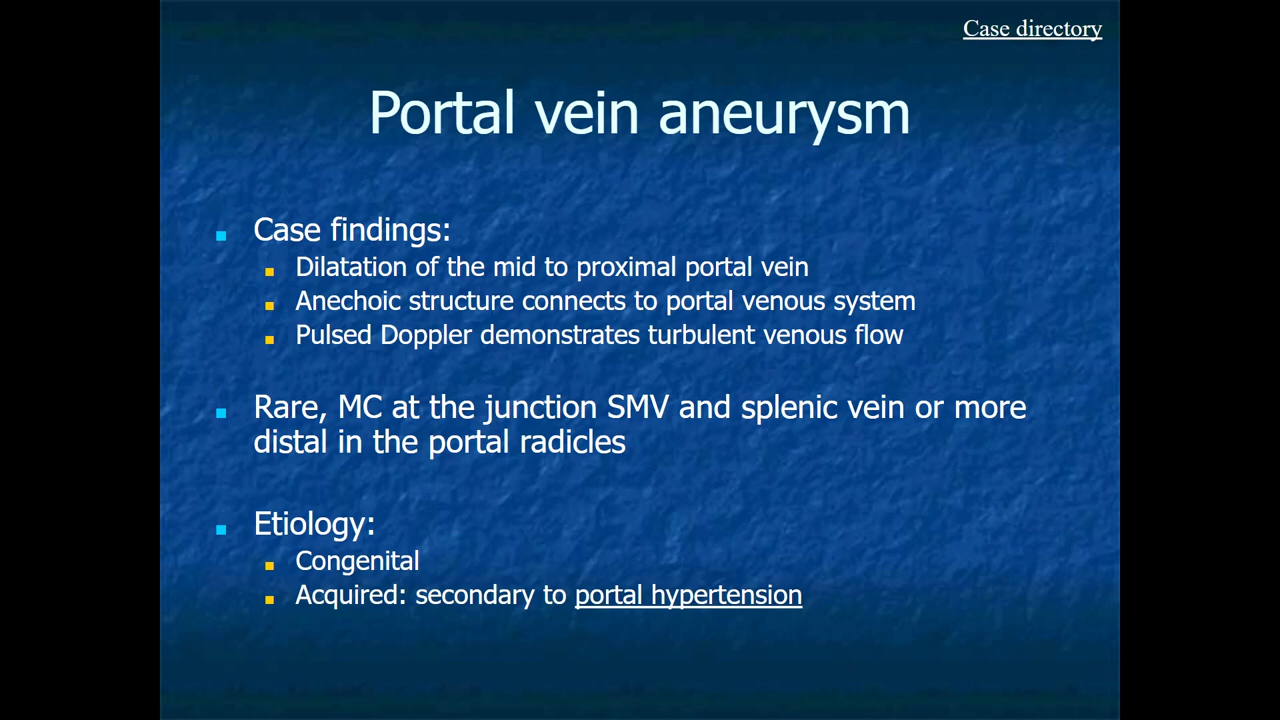 Case directory
Portal vein aneurysm
Case findings:
Dilatation of the mid to proximal portal vein
Anechoic structure connects to portal venous system
Pulsed Doppler demonstrates turbulent venous flow
Rare, MC at the junction SMV and splenic vein or more
distal in the portal radicles
Etiology:
Congenital
Acquired: secondary to portal hypertension